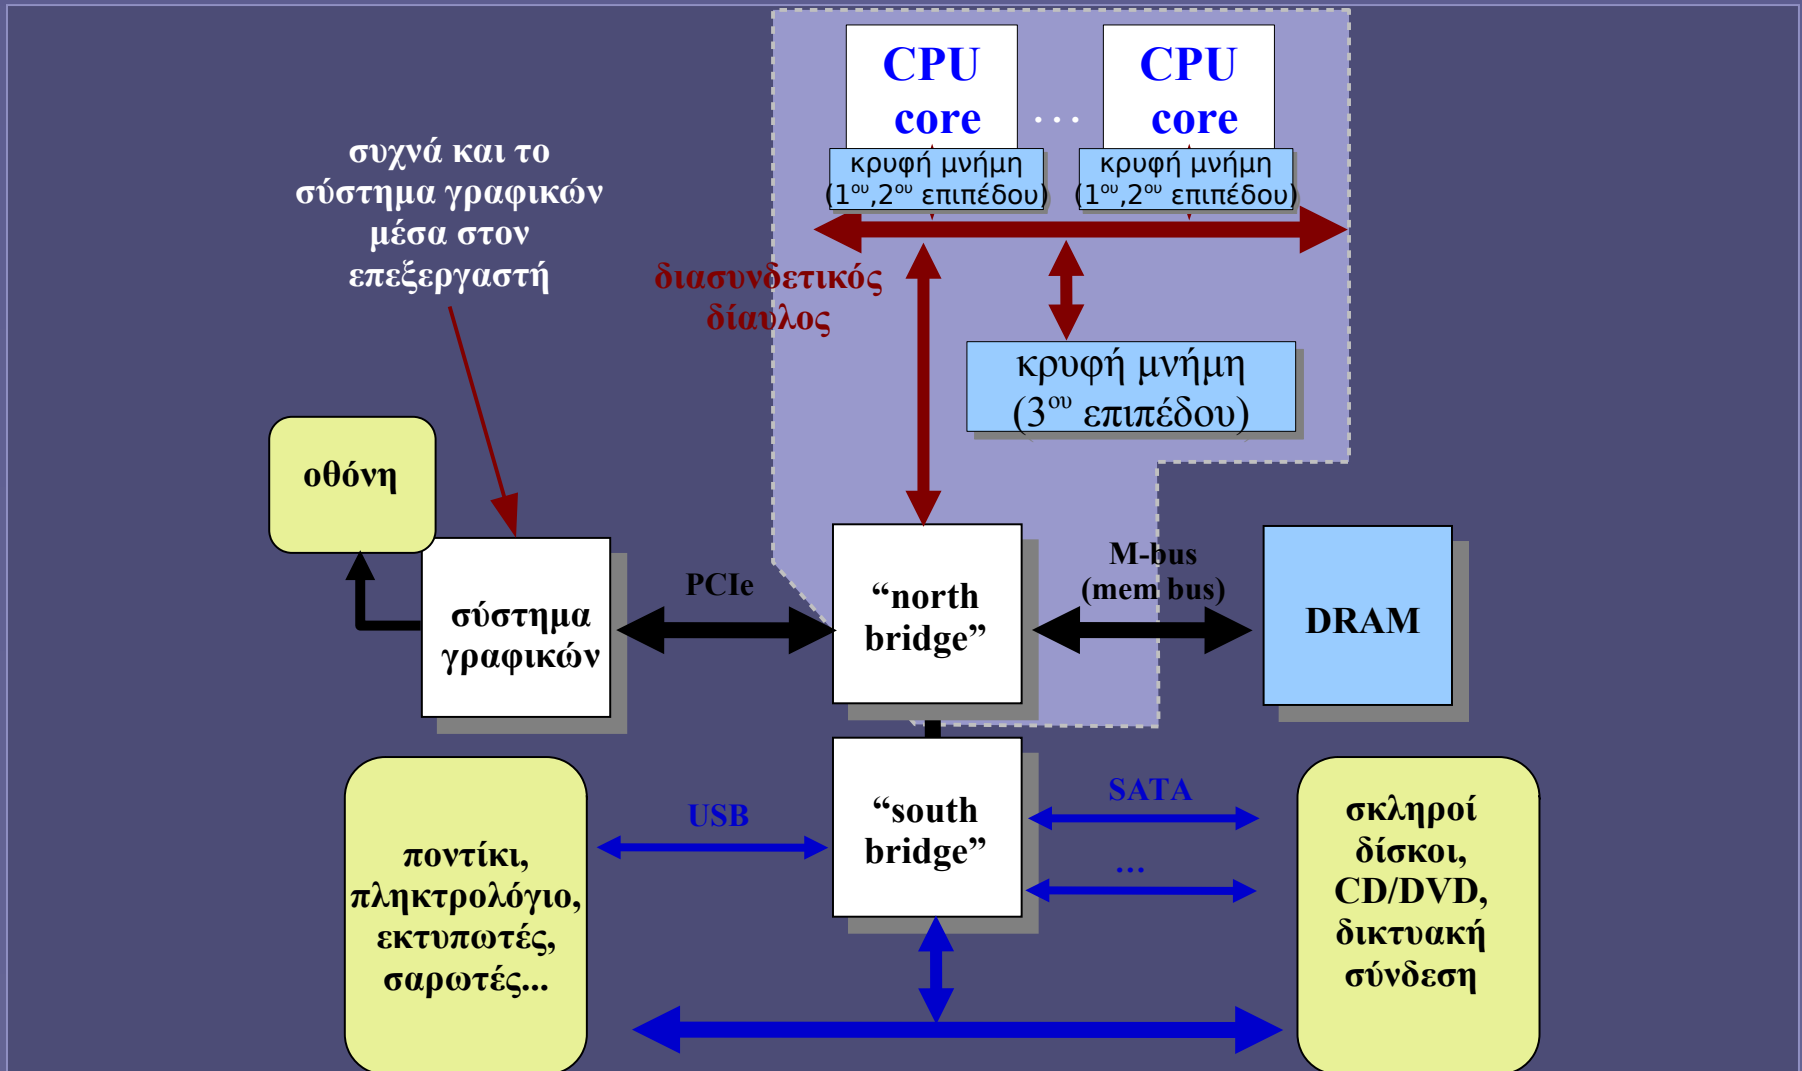 CPU
core
...
CPU
core
κρυφή μνήμη
(1ου,2ου επιπέδου)
κρυφή μνήμη
(1ου,2ου επιπέδου)
συχνά και το
σύστημα γραφικών
μέσα στον
επεξεργαστή
διασυνδετικός
δίαυλος
κρυφή μνήμη
(3ου επιπέδου)
οθόνη
σύστημα
γραφικών
PCIe
“north
bridge”
M-bus
(mem bus)
DRAM
ποντίκι,
πληκτρολόγιο,
εκτυπωτές,
σαρωτές...
USB
“south
bridge”
SATA
...
σκληροί
δίσκοι,
CD/DVD,
δικτυακή
σύνδεση